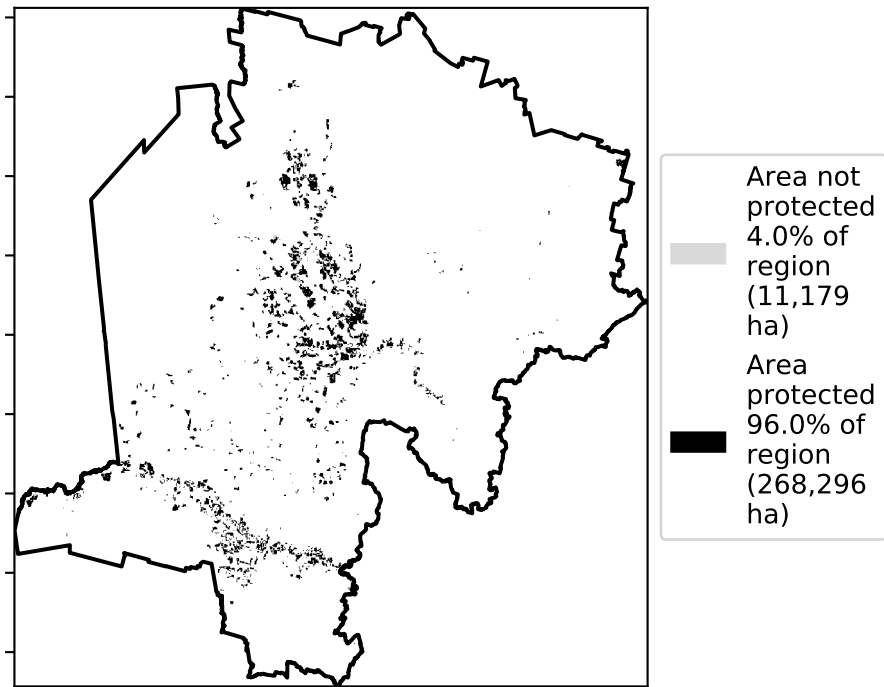 Area not
protected
4.0% of
region
(11,179
ha)
Area
protected
96.0% of
region
(268,296
ha)